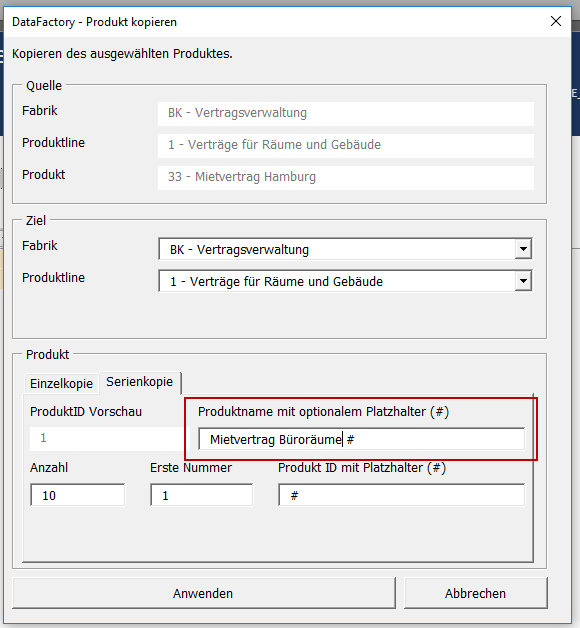 DataFactory - Produkt kopieren
Kopieren des ausgewählten Produktes.
Quelle
Fabrik
BK - Vertragsverwaltung
Produktline
1 - Verträge für Räume und Gebäude
Produkt
33 - Mietvertrag Hamburg
Ziel
Fabrik
BK - Vertragsverwaltung
Produktline
1 - Verträge für Räume und Gebäude
Produkt
Einzelkopie Serienkopie
ProduktID Vorschau Produktname mit optionalem Platzhalter (#)
1 Mietvertrag Büroräume #
Anzahl Erste Nummer Produkt ID mit Platzhalter (#)
10 1 #
Anwenden Abbrechen